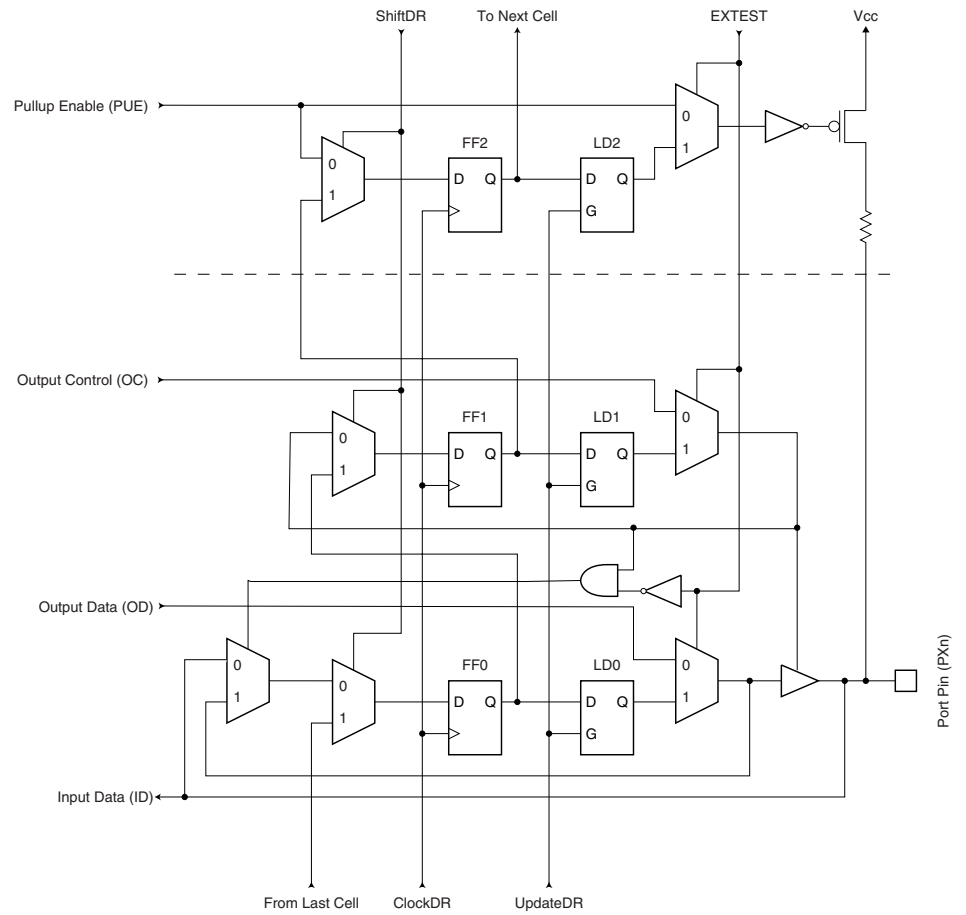 ShiftDR
To Next Cell
EXTEST
Vcc
Pullup Enable (PUE)
0
1
FF2
D Q
LD2
D Q
G
0
1
Output Control (OC)
0
1
FF1
D Q
LD1
D Q
G
0
1
Output Data (OD)
0
1
0
1
FF0
D Q
LD0
D Q
G
0
1
Port Pin (PXn)
Input Data (ID)
From Last Cell
ClockDR
UpdateDR